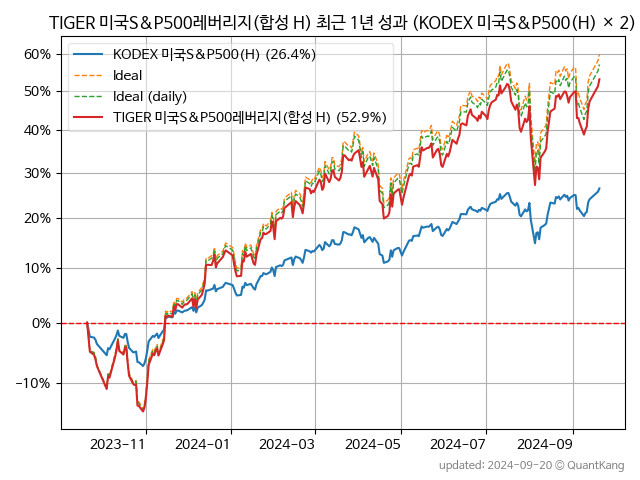 TIGER 미국S&P500레버리지(합성 H) 최근 1년 성과 (KODEX 미국S&P500(H) × 2)
KODEX 미국S&P500(H) (26.4%)
Ideal
Ideal (daily)
TIGER 미국S&P500레버리지(합성 H) (52.9%)
60%
50%
40%
30%
20%
10%
0%
−10%
2023-11
2024-01
2024-03
2024-05
2024-07
2024-09
updated: 2024-09-20 © QuantKang